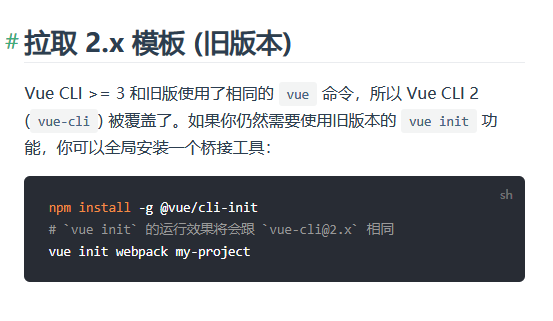 # 拉取 2.x 模板 (旧版本)
Vue CLI >= 3 和旧版使用了相同的 vue 命令，所以 Vue CLI 2
(vue-cli) 被覆盖了。如果你仍然需要使用旧版本的 vue init 功
能，你可以全局安装一个桥接工具：
sh
npm install -g @vue/cli-init
# `vue init` 的运行效果将会跟 `vue-cli@2.x` 相同
vue init webpack my-project